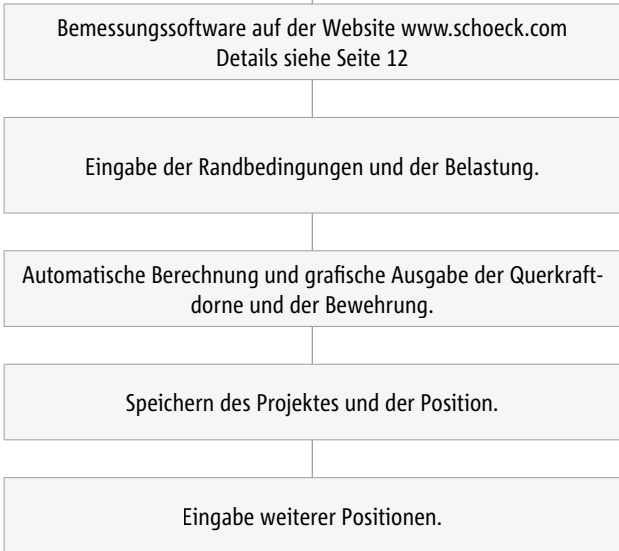 Bemessungssoftware auf der Website www.schoeck.com
Details siehe Seite 12
Eingabe der Randbedingungen und der Belastung.
Automatische Berechnung und grafische Ausgabe der Querkraft-
dorne und der Bewehrung.
Speichern des Projektes und der Position.
Eingabe weiterer Positionen.